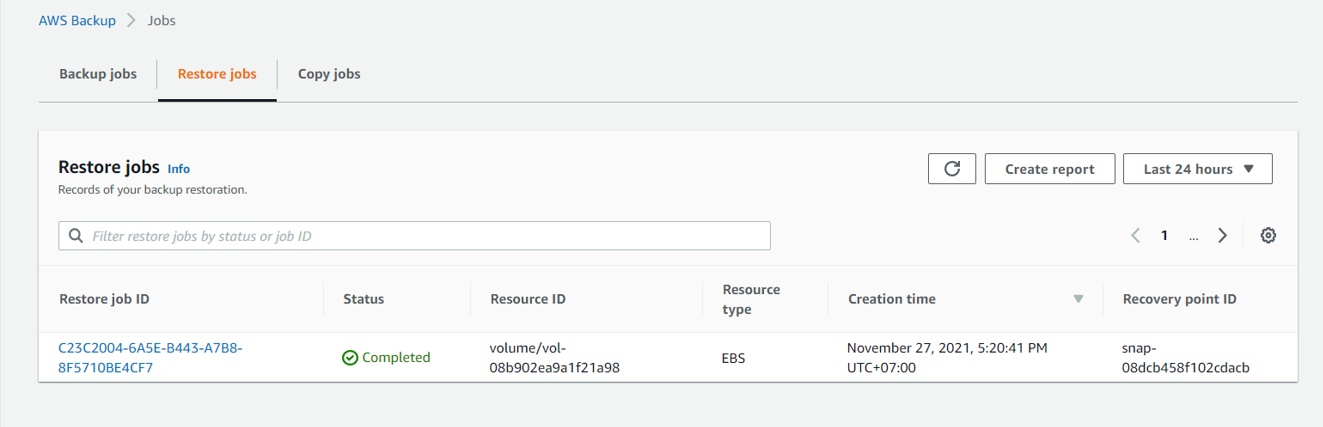 AWS Backup > Jobs
Backup jobs Restore jobs Copy jobs
Restore jobs Info
Records of your backup restoration.
Create report Last 24 hours
Filter restore jobs by status or job ID
1 ...
Restore job ID Status Resource ID Resource type Creation time Recovery point ID
C23C2004-6A5E-B443-A7B8-
8F5710BE4CF7
Completed
volume/vol-
08b902ea9a1f21a98
EBS
November 27, 2021, 5:20:41 PM
UTC+07:00
snap-
08dcb458f102cdacb